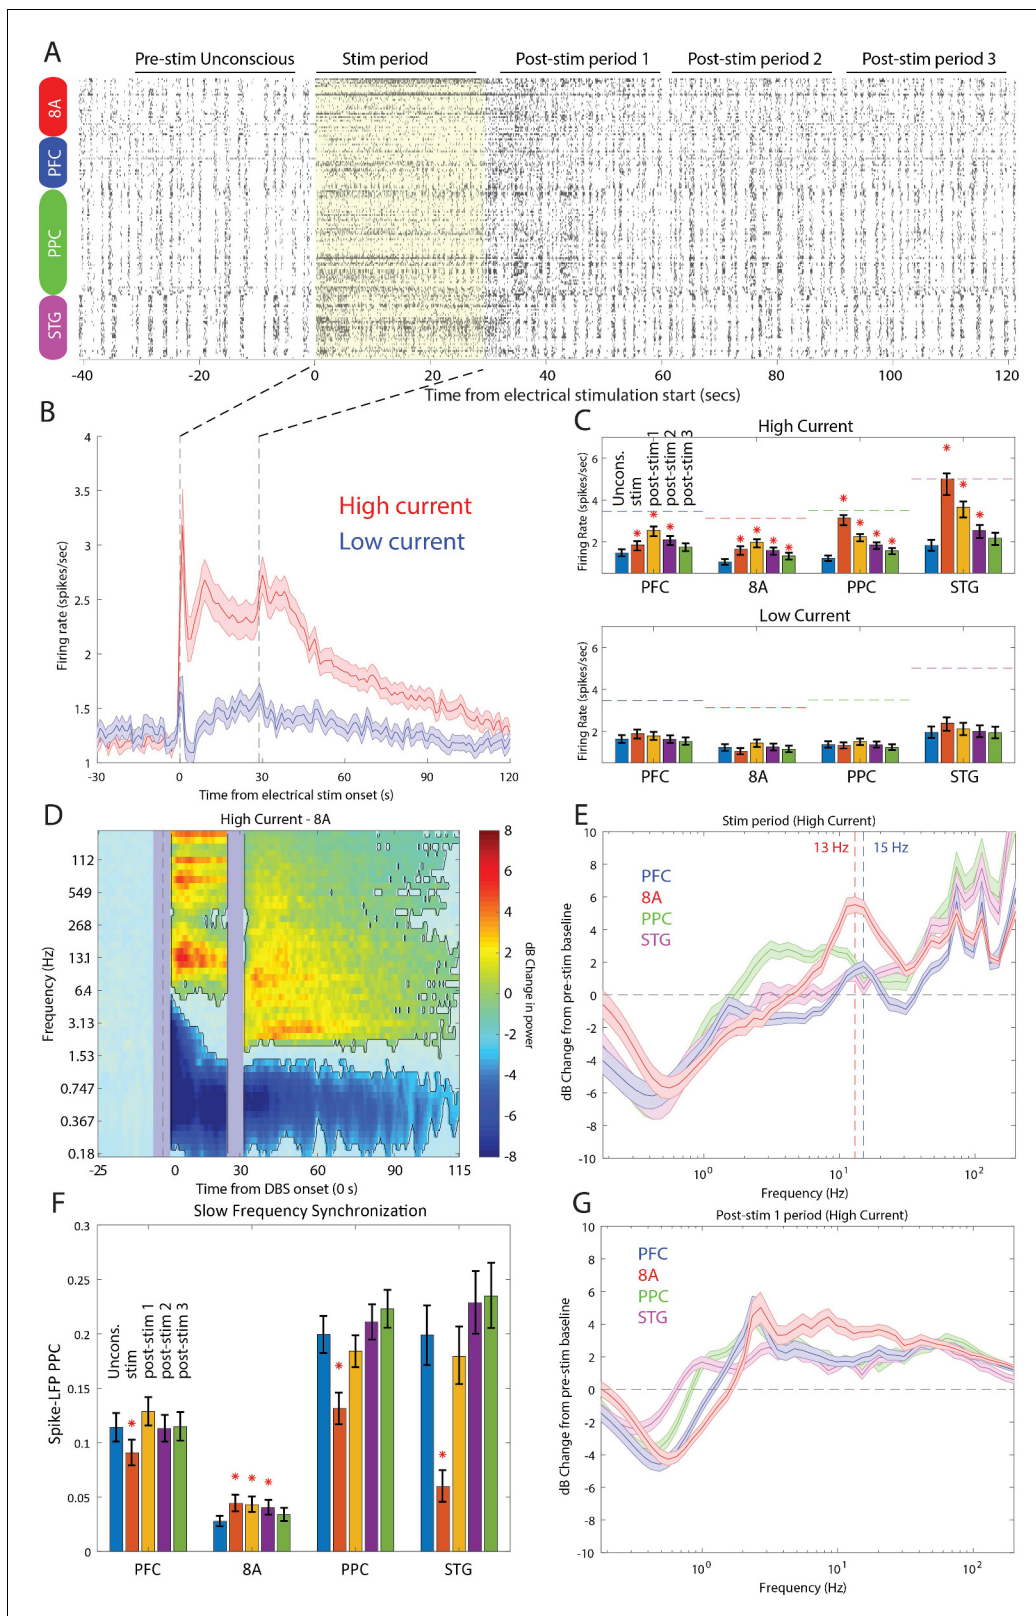 A
Pre-stim Unconscious
Stim period
Post-stim period 1
Post-stim period 2
Post-stim period 3
8A
PFC
PPC
STG
-40
-20
0
20
40
60
80
100
120
Time from electrical stimulation start (secs)
B
4
3.5
3
2.5
2
1.5
1
Firing rate (spikes/sec)
High current
Low current
-30
0
30
60
90
120
Time from electrical stim onset (s)
C
High Current
Firing Rate (spikes/sec)
6
4
2
Uncons.
stim
post-stim 1
post-stim 2
post-stim 3
PFC
8A
PPC
STG
Low Current
Firing Rate (spikes/sec)
6
4
2
PFC
8A
PPC
STG
D
High Current - 8A
Frequency (Hz)
112
549
268
131
6.4
3.13
1.53
0.747
0.367
0.18
-25
0
30
60
90
115
Time from DBS onset (0 s)
8
6
4
2
0
-2
-4
-6
-8
dB Change in power
E
Stim period (High Current)
13 Hz
15 Hz
PFC
8A
PPC
STG
dB Change from pre-stim baseline
10
8
6
4
2
0
-2
-4
-6
-8
-10
10⁰
10¹
10²
Frequency (Hz)
F
Slow Frequency Synchronization
Spike-LFP PPC
0.3
0.25
0.2
0.15
0.1
0.05
0
Uncons.
stim
post-stim 1
post-stim 2
post-stim 3
PFC
8A
PPC
STG
G
Post-stim 1 period (High Current)
PFC
8A
PPC
STG
dB Change from pre-stim baseline
10
8
6
4
2
0
-2
-4
-6
-8
-10
10⁰
10¹
10²
Frequency (Hz)